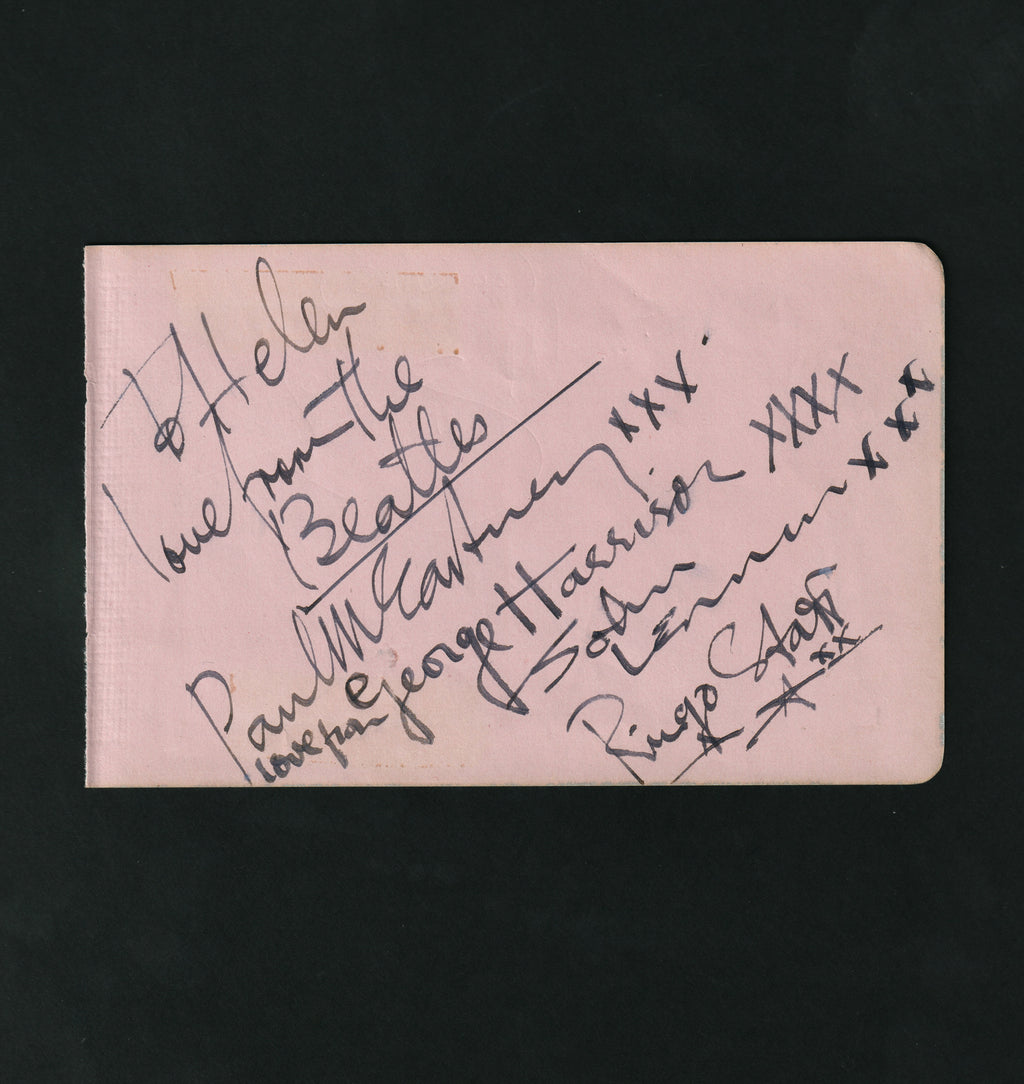 To Helen
love from the
Beatles
Paul McCartney xxx
love from George Harrison XXXX
John Lennon xxx
Ringo Starr xx